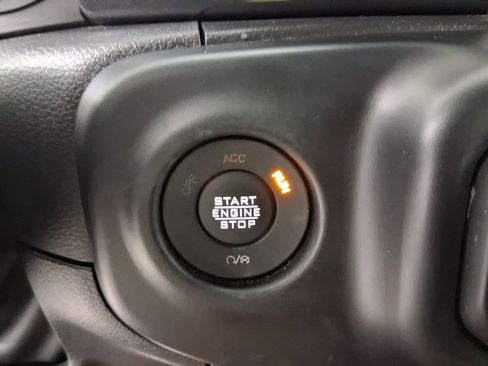 ACC
OFF
RUN
START
ENGINE
STOP